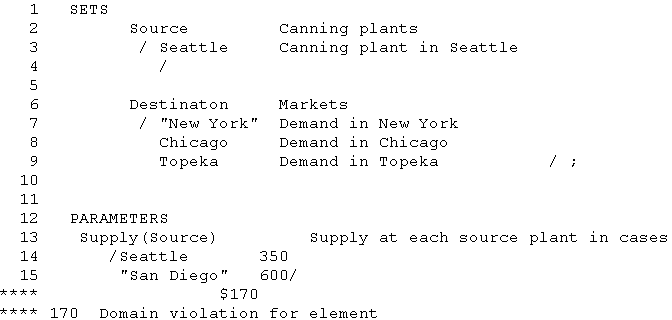 1 SETS
2 Source Canning plants
3 / Seattle Canning plant in Seattle
4 /
5
6 Destinaton Markets
7 / "New York" Demand in New York
8 Chicago Demand in Chicago
9 Topeka Demand in Topeka / ;
10
11
12 PARAMETERS
13 Supply(Source) Supply at each source plant in cases
14 /Seattle 350
15 "San Diego" 600/
**** $170
**** 170 Domain violation for element